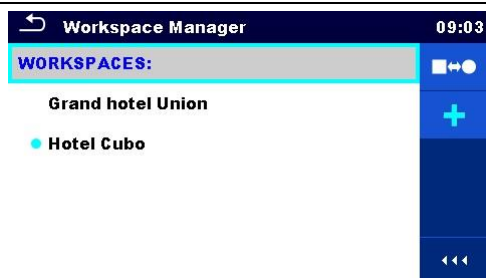 Workspace Manager 09:03
WORKSPACES:
Grand hotel Union
Hotel Cubo